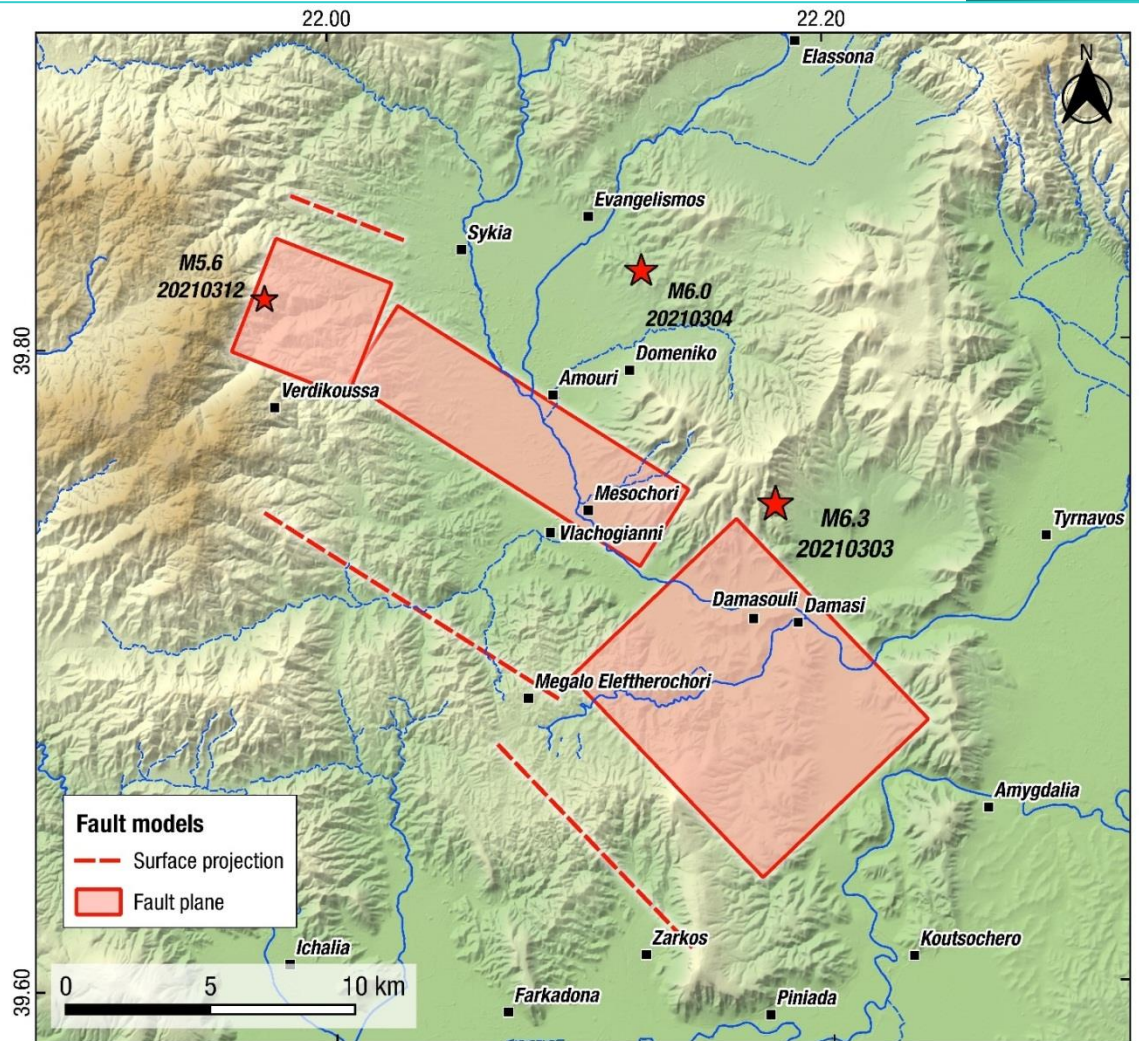 22.00
22.20
Elassona
N
Evangelismos
Sykia
M5.6
20210312
M6.0
20210304
39.80
Domeniko
Amouri
Verdikoussa
Mesochori
Vlachogianni
M6.3
20210303
Tyrnavos
Damasouli
Damasi
Megalo Eleftherochori
Amygdalia
Fault models
Surface projection
Fault plane
Zarkos
Koutsochero
Ichalia
39.60
0 5 10 km
Farkadona
Piniada